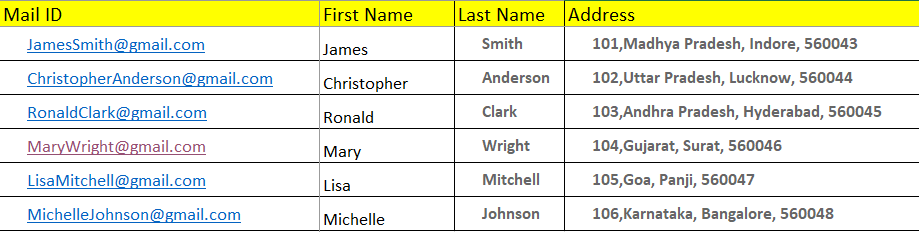 Mail ID First Name Last Name Address
JamesSmith@gmail.com James Smith 101,Madhya Pradesh, Indore, 560043
ChristopherAnderson@gmail.com Christopher Anderson 102,Uttar Pradesh, Lucknow, 560044
RonaldClark@gmail.com Ronald Clark 103,Andhra Pradesh, Hyderabad, 560045
MaryWright@gmail.com Mary Wright 104,Gujarat, Surat, 560046
LisaMitchell@gmail.com Lisa Mitchell 105,Goa, Panji, 560047
MichelleJohnson@gmail.com Michelle Johnson 106,Karnataka, Bangalore, 560048